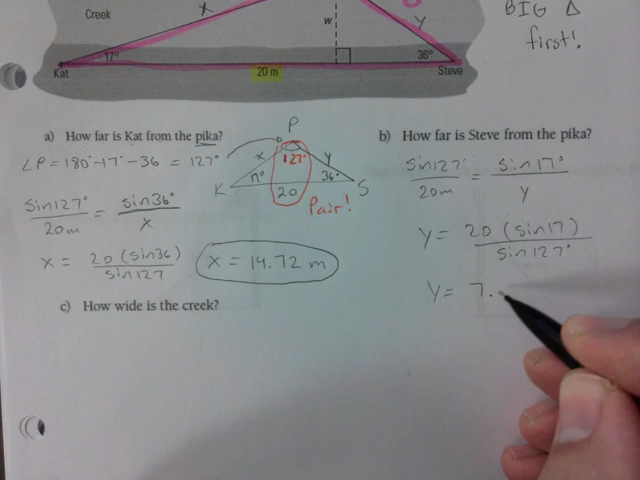 Creek
x
w
y
BIG Δ
first!
17°
36°
Kat
20 m
Steve
a) How far is Kat from the pika?
∠P = 180° - 17° - 36 = 127°
sin127° / 20m = sin36° / x
x = 20 (sin36) / sin127
x = 14.72 m
P
x
127°
y
17°
36°
K
20
S
Pair!
b) How far is Steve from the pika?
sin127° / 20m = sin17° / y
y = 20 (sin17) / sin127°
y = 7.
c) How wide is the creek?